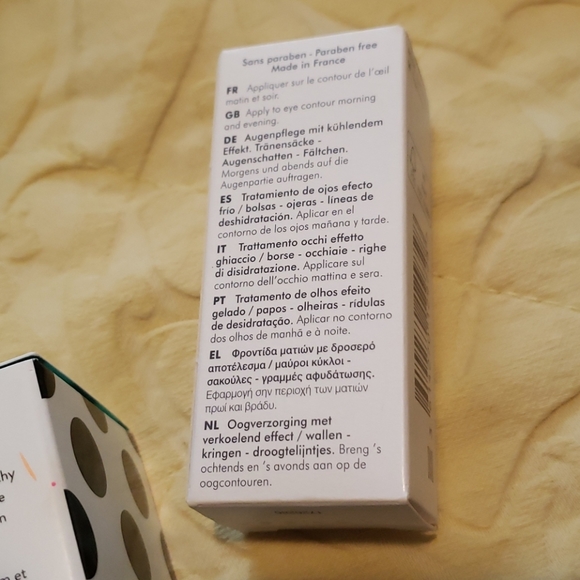 Sans paraben - Paraben free
Made in France
FR Appliquer sur le contour de l'œil
matin et soir.
GB Apply to eye contour morning
and evening.
DE Augenpflege mit kühlendem
Effekt. Tränensäcke -
Augenschatten - Fältchen.
Morgens und abends auf die
Augenpartie auftragen.
ES Tratamiento de ojos efecto
frío / bolsas - ojeras - líneas de
deshidratación. Aplicar en el
contorno de los ojos mañana y tarde.
IT Trattamento occhi effetto
ghiaccio / borse - occhiaie - righe
di disidratazione. Applicare sul
contorno dell'occhio mattina e sera.
PT Tratamento de olhos efeito
gelado / papos - olheiras - rídulas
de desidratação. Aplicar no contorno
dos olhos de manhã e à noite.
EL Φροντίδα ματιών με δροσερό
αποτέλεσμα / μαύροι κύκλοι -
σακούλες - γραμμές αφυδάτωσης.
Εφαρμογή στην περιοχή των ματιών
πρωί και βράδυ.
NL Oogverzorging met
verkoelend effect / wallen -
kringen - droogtelijntjes. Breng 's
ochtends en 's avonds aan op de
oogcontouren.
hy
e
n
m et